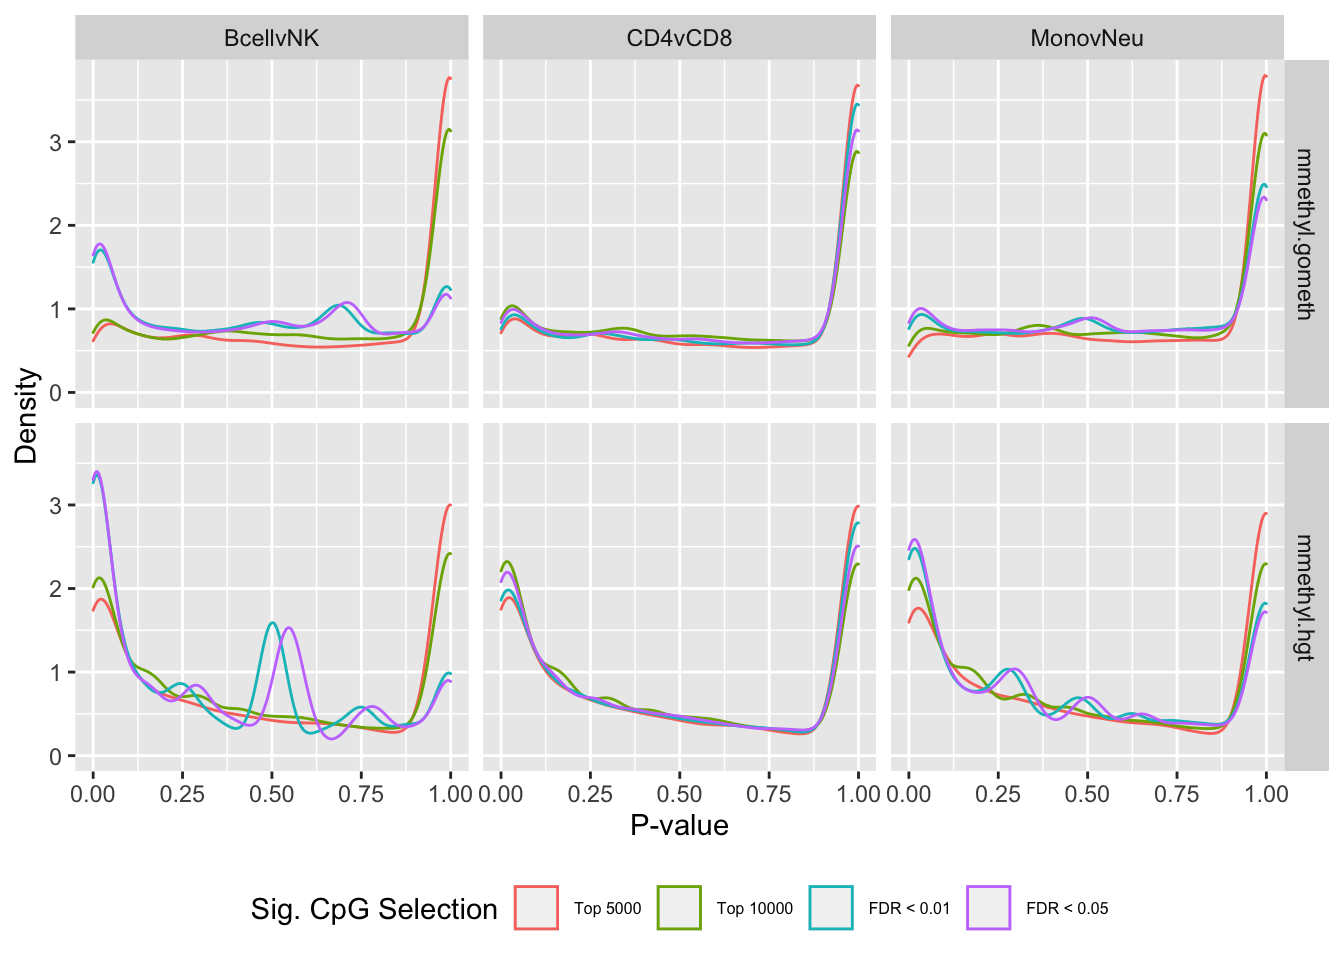 BcellvNK CD4vCD8 MonovNeu
Density
3
2
1
0
mmethyl.gometh
3
2
1
0
mmethyl.hgt
0.00 0.25 0.50 0.75 1.00 0.00 0.25 0.50 0.75 1.00 0.00 0.25 0.50 0.75 1.00
P-value
Sig. CpG Selection Top 5000 Top 10000 FDR < 0.01 FDR < 0.05